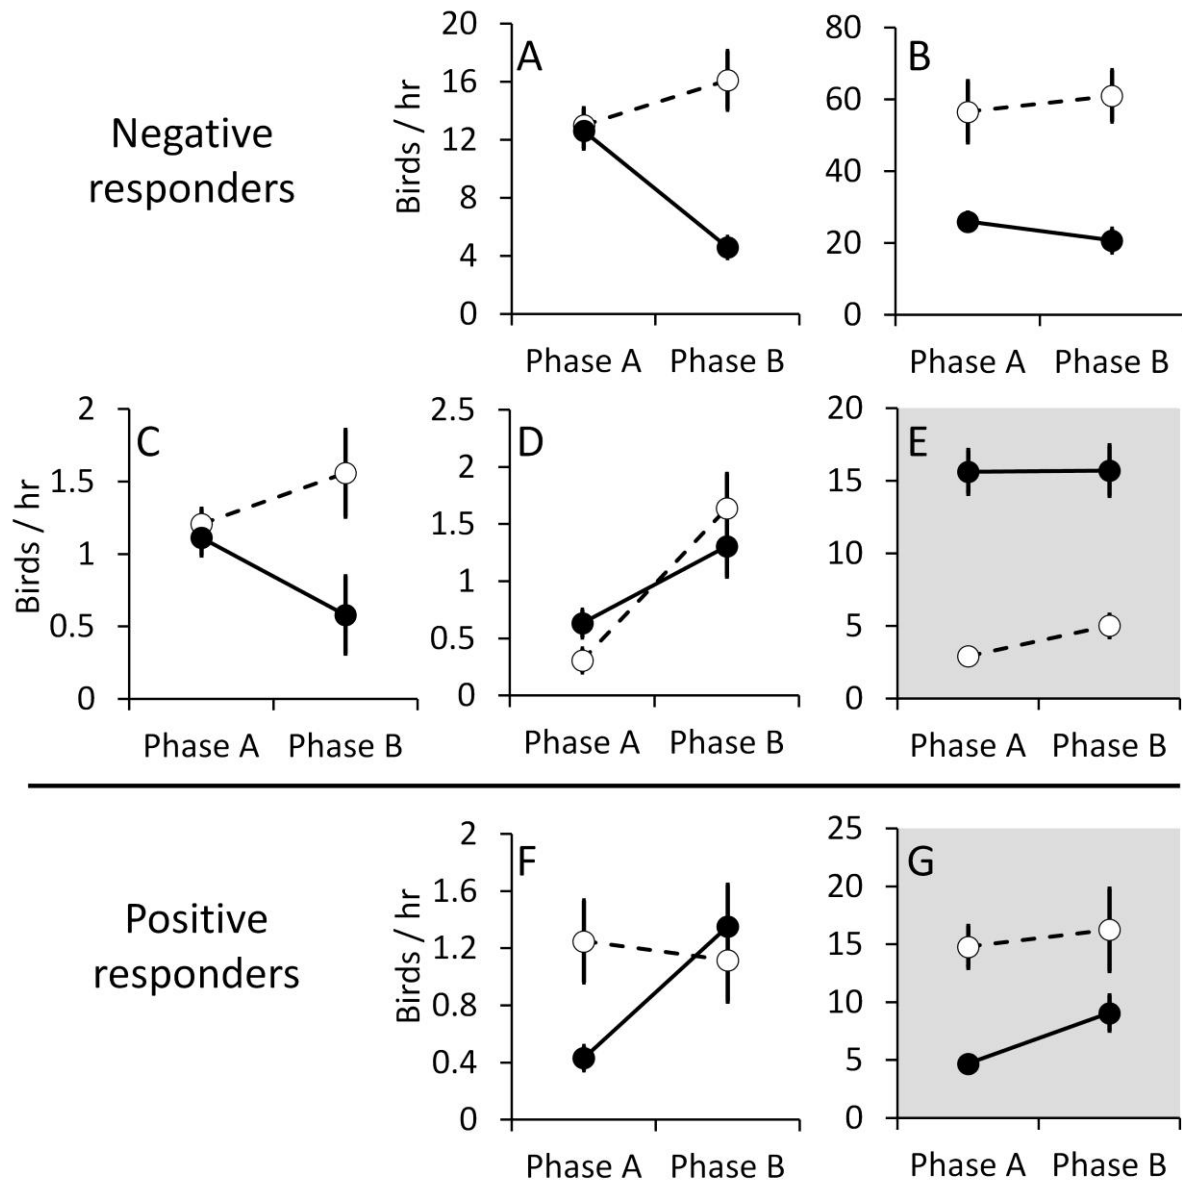 Negative
responders
A
Birds / hr
20
16
12
8
4
0
Phase A Phase B
B
80
60
40
20
0
Phase A Phase B
C
Birds / hr
2
1.5
1
0.5
0
Phase A Phase B
D
2.5
2
1.5
1
0.5
0
Phase A Phase B
E
20
15
10
5
0
Phase A Phase B
Positive
responders
F
Birds / hr
2
1.6
1.2
0.8
0.4
0
Phase A Phase B
G
25
20
15
10
5
0
Phase A Phase B